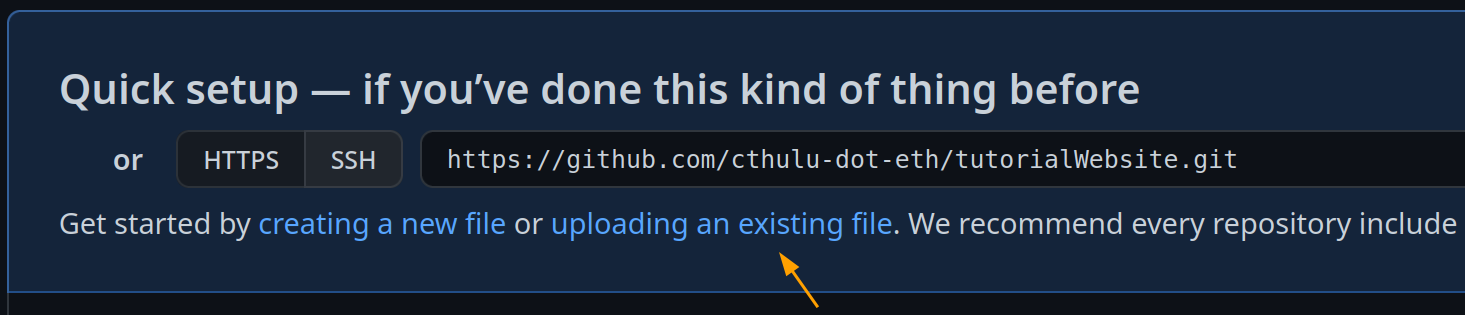 Quick setup — if you’ve done this kind of thing before
or HTTPS SSH https://github.com/cthulu-dot-eth/tutorialWebsite.git
Get started by creating a new file or uploading an existing file. We recommend every repository include